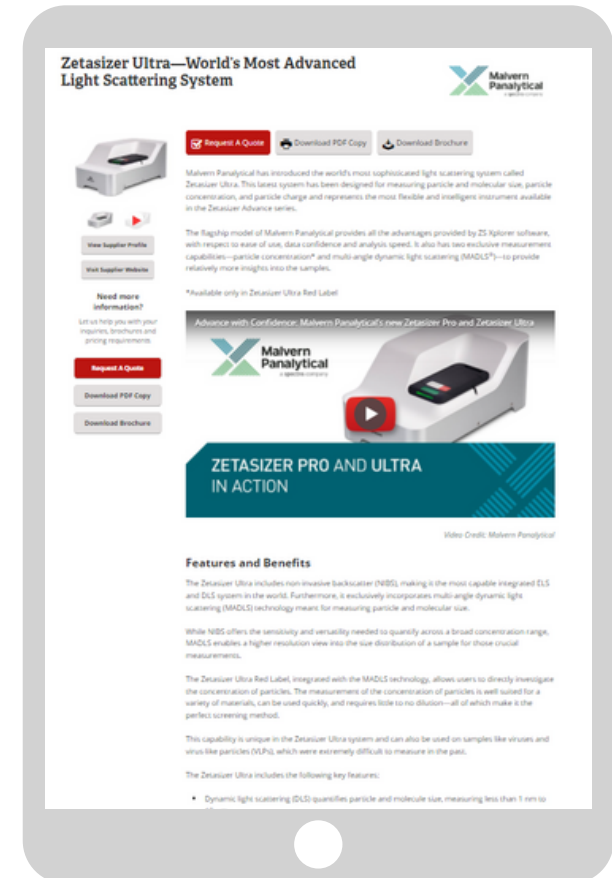 Zetasizer Ultra—World's Most Advanced
Light Scattering System
Malvern
Panalytical
a spectris company
Request A Quote
Download PDF Copy
Download Brochure
View Supplier Profile
Visit Supplier Website
Need more
information?
Let us help you with your
inquiries, brochures and
pricing requirements
Request A Quote
Download PDF Copy
Download Brochure
Malvern Panalytical has introduced the world's most sophisticated light scattering system called
Zetasizer Ultra. This latest system has been designed for measuring particle and molecular size, particle
concentration, and particle charge and represents the most flexible and intelligent instrument available
in the Zetasizer Advance series.
The flagship model of Malvern Panalytical provides all the advantages provided by ZS Xplorer software,
with respect to ease of use, data confidence and analysis speed. It also has two exclusive measurement
capabilities—particle concentration* and multi-angle dynamic light scattering (MADLS®)—to provide
relatively more insights into the samples.
*Available only in Zetasizer Ultra Red Label
Advance with Confidence: Malvern Panalytical's new Zetasizer Pro and Zetasizer Ultra
Malvern
Panalytical
a spectris company
ZETASIZER PRO AND ULTRA
IN ACTION
Video Credit: Malvern Panalytical
Features and Benefits
The Zetasizer Ultra includes non-invasive backscatter (NIBS), making it the most capable integrated ELS
and DLS system in the world. Furthermore, it exclusively incorporates multi-angle dynamic light
scattering (MADLS) technology meant for measuring particle and molecular size.
While NIBS offers the sensitivity and versatility needed to quantify across a broad concentration range,
MADLS enables a higher resolution view into the size distribution of a sample for those crucial
measurements.
The Zetasizer Ultra Red Label, integrated with the MADLS technology, allows users to directly investigate
the concentration of particles. The measurement of the concentration of particles is well suited for a
variety of materials, can be used quickly, and requires little to no dilution—all of which make it the
perfect screening method.
This capability is unique in the Zetasizer Ultra system and can also be used on samples like viruses and
virus-like particles (VLPs), which were extremely difficult to measure in the past.
The Zetasizer Ultra includes the following key features:
• Dynamic light scattering (DLS) quantifies particle and molecule size, measuring less than 1 nm to